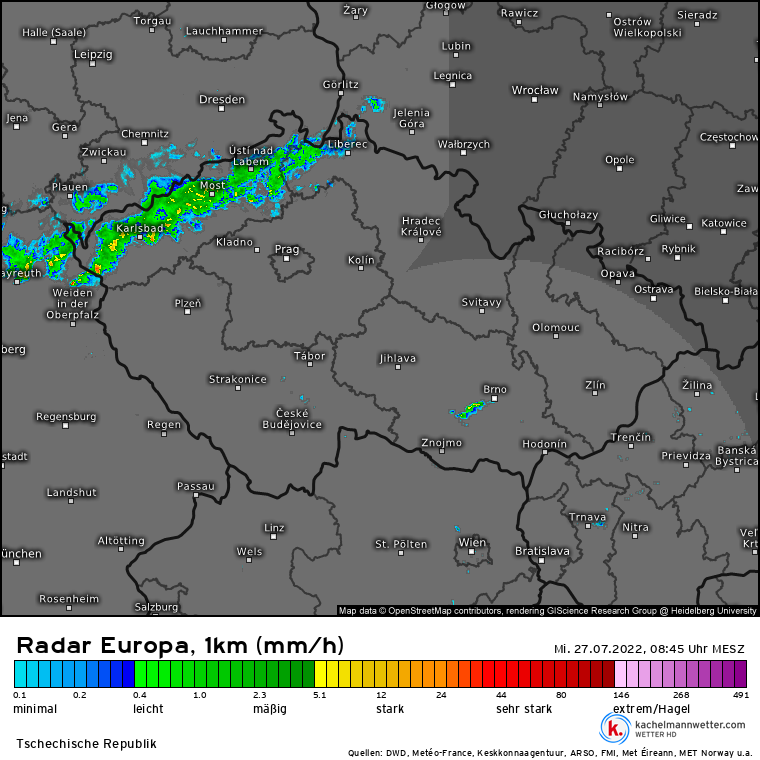 Żary
Głogów
Rawicz
Sieradz
Torgau
Ostrów
Wielkopolski
Halle (Saale)
Lauchhammer
Lubin
Leipzig
Legnica
Görlitz
Wrocław
Namysłów
Dresden
Jelenia
Góra
Jena
Gera
Chemnitz
Częstochow
Zwickau
Ústí nad
Labem
Liberec
Wałbrzych
Opole
Plauen
Most
Zaw
Głuchołazy
Gliwice
Katowice
Karlsbad
Hradec
Králové
Kladno
Prag
Kolín
Racibórz
Rybnik
ayreuth
Opava
Ostrava
Bielsko-Biała
Weiden
in der
Oberpfalz
Plzeň
Svitavy
Olomouc
berg
Tábor
Jihlava
Strakonice
Brno
Zlín
Žilina
Regensburg
Regen
České
Budějovice
Znojmo
Hodonín
Trenčín
Prievidza
Banská
Bystrica
stadt
Landshut
Passau
Trnava
Nitra
Altötting
Linz
Wels
St. Pölten
Wien
Bratislava
Veľ
Krt
ünchen
Rosenheim
Salzburg
Map data © OpenStreetMap contributors, rendering GIScience Research Group @ Heidelberg University
Radar Europa, 1km (mm/h)
Mi. 27.07.2022, 08:45 Uhr MESZ
0.1 0.2 0.4 1.0 2.3 5.1 12 24 44 80 146 268 491
minimal leicht mäßig stark sehr stark extrem/Hagel
k.
kachelmannwetter.com
WETTER HD
Tschechische Republik
Quellen: DWD, Metéo-France, Keskkonnaagentuur, ARSO, FMI, Met Éireann, MET Norway u.a.